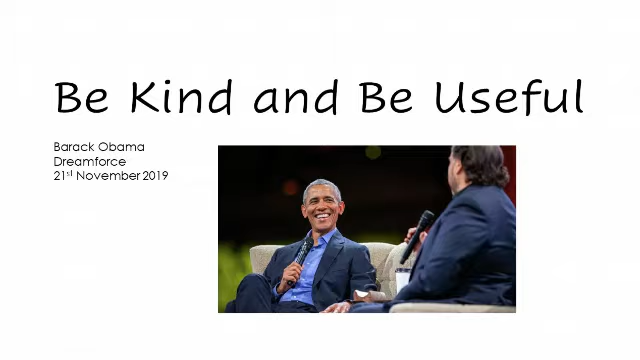 Be Kind and Be Useful
Barack Obama
Dreamforce
21st November 2019